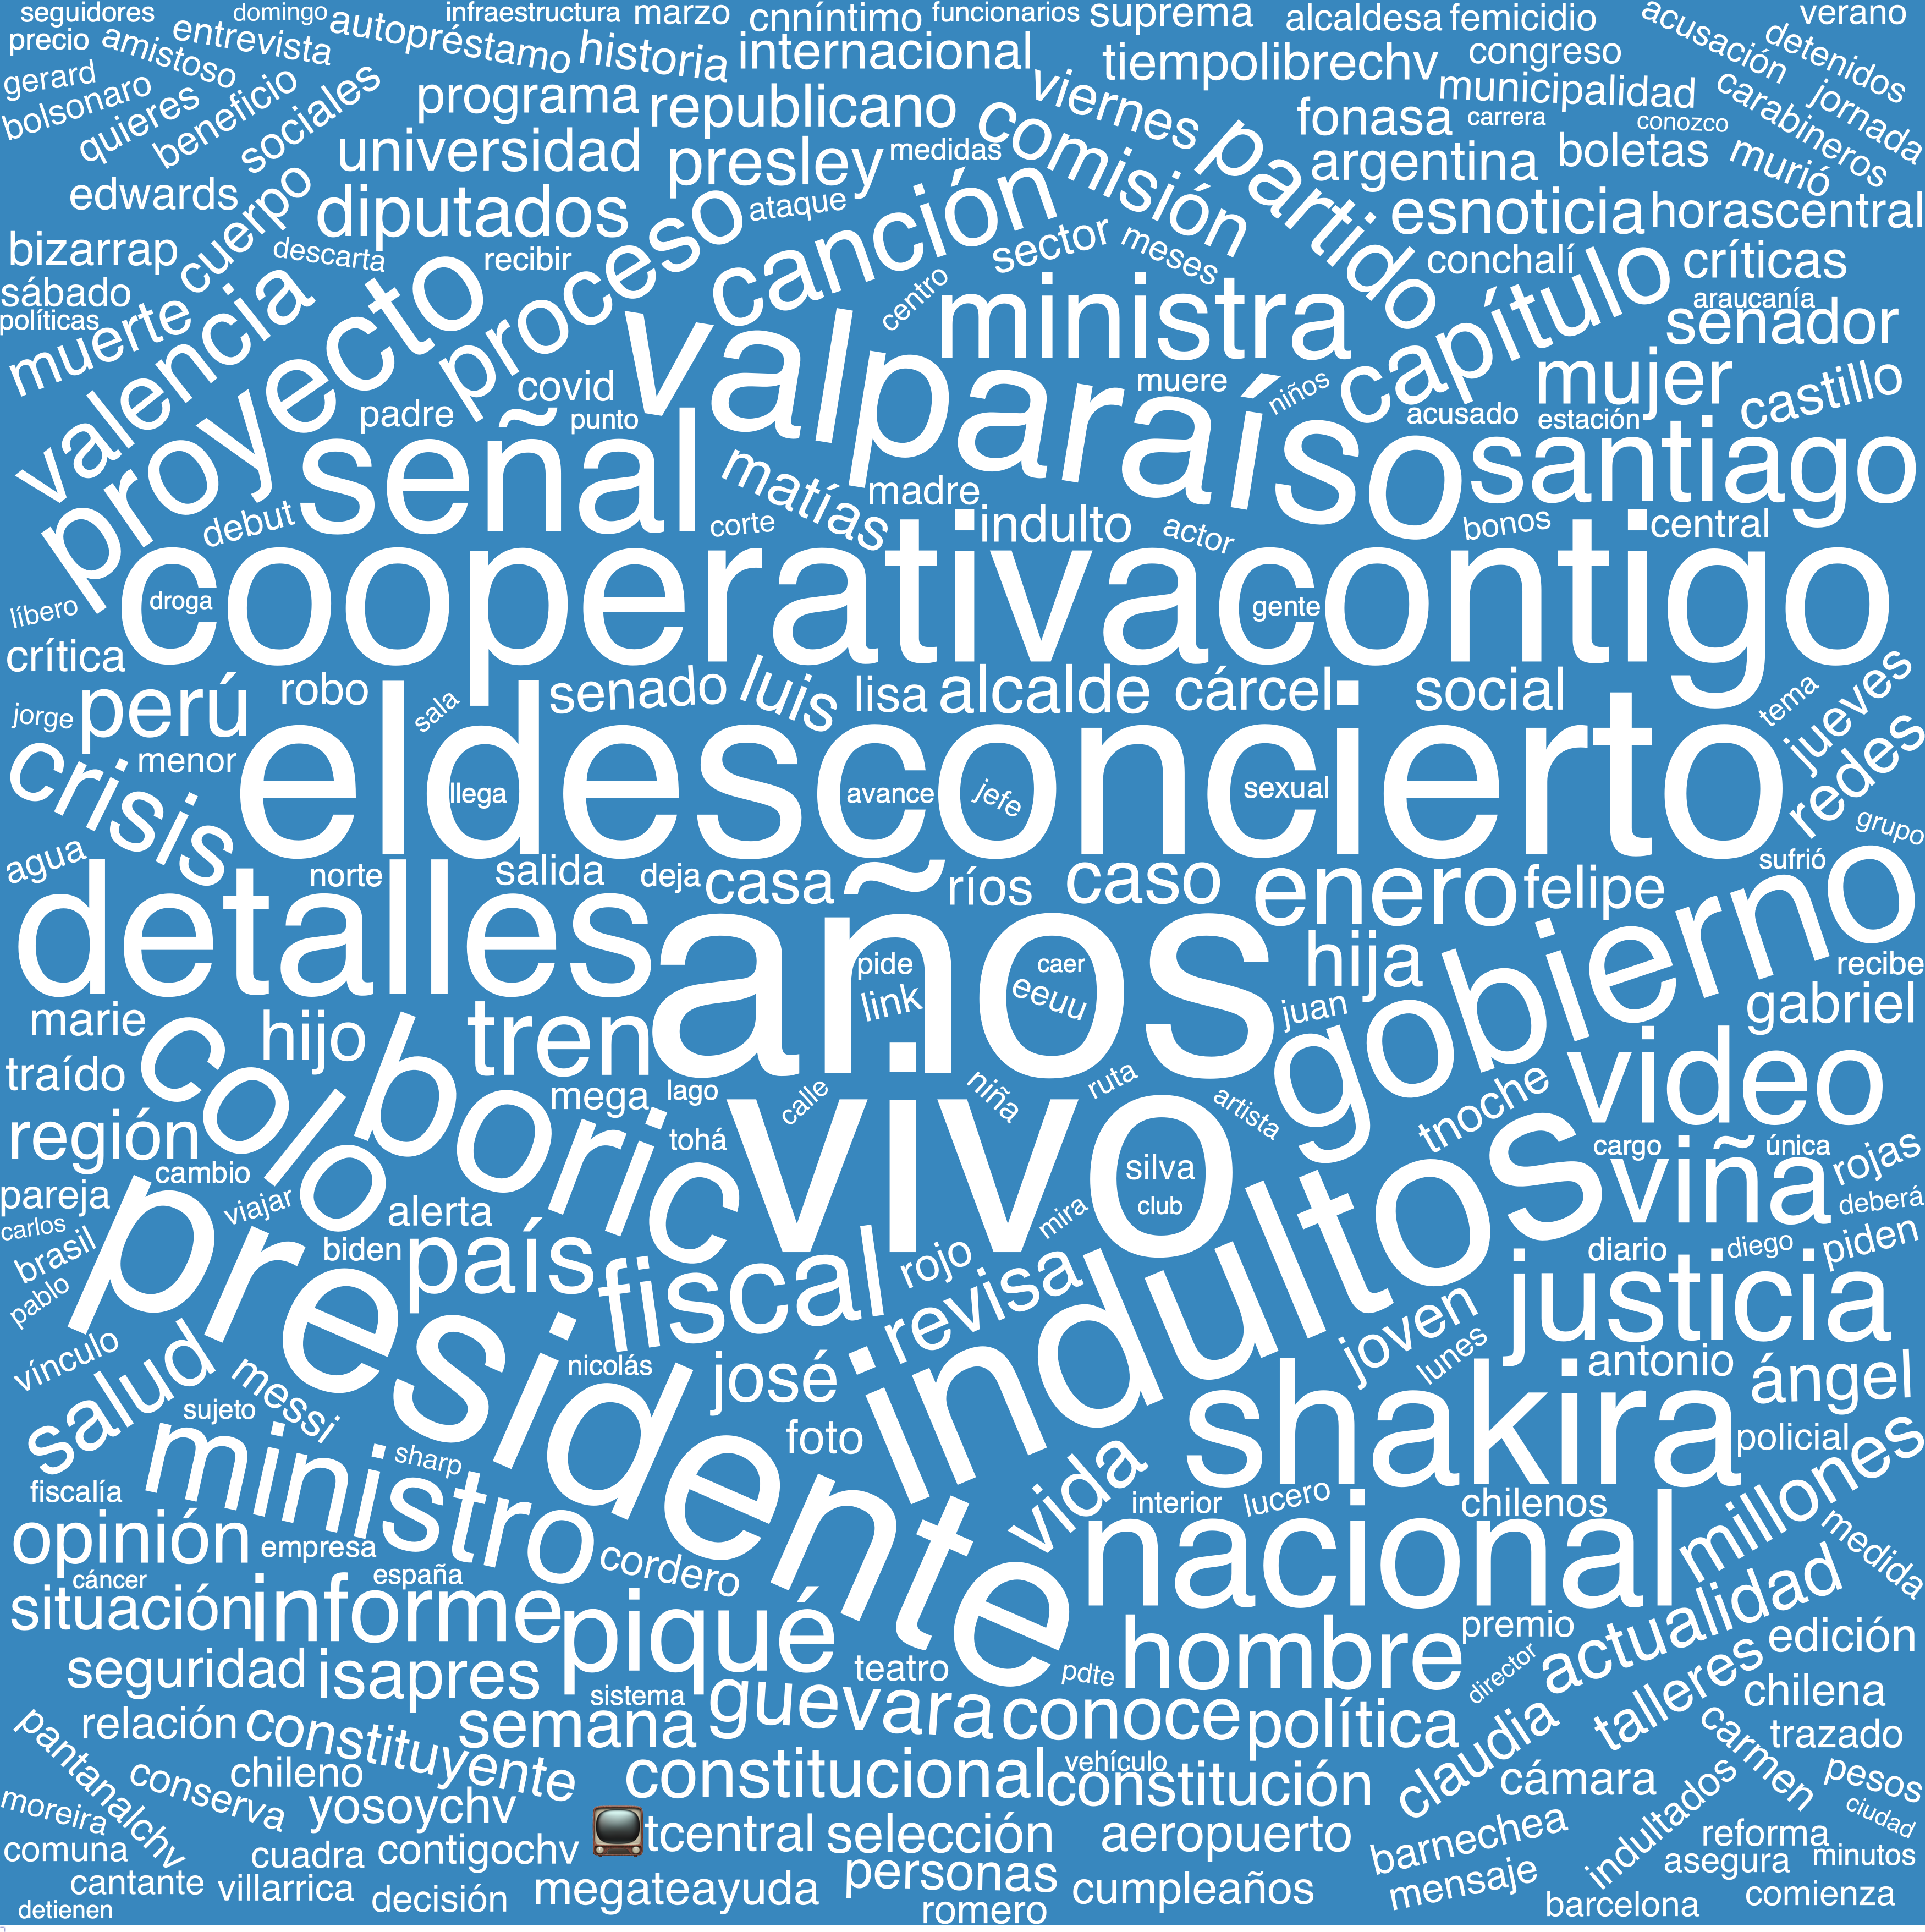 seguidores
domingo
infraestructura
marzo
cnníntimo
funcionarios
suprema
alcaldesa
femicidio
acusación
verano
precio
amistoso
entrevista
autopréstamo
historia
internacional
tiempolibrechv
congreso
detenidos
gerard
bolsonaro
quieres
beneficio
sociales
programa
republicano
viernes
municipalidad
carabineros
jornada
universidad
presley
medidas
comisión
partido
fonasa
carrera
conozco
argentina
boletas
murió
edwards
cuerpo
diputados
proceso
ataque
canción
sector
meses
esnoticia
horascentral
bizarrap
descarta
recibir
centro
conchalí
críticas
sábado
políticas
muerte
valencia
proyecto
ministra
capítulo
araucanía
senador
covid
padre
punto
valparaíso
muere
niños
mujer
castillo
acusado
estación
señal
debut
matías
madre
corte
indulto
actor
santiago
bonos
central
cooperativa
contigo
líbero
droga
gente
crítica
perú
robo
senado
luis
lisa
alcalde
cárcel
social
jueves
tema
jorge
sala
crisis
menor
eldesconcierto
llega
avance
jefe
sexual
redes
grupo
agua
norte
salida
deja
casa
ríos
caso
enero
felipe
sufrió
detalles
años
pide
link
caer
eeuu
hija
juan
gobierno
recibe
gabriel
marie
colo
hijo
boric
tren
traído
mega
lago
calle
niña
ruta
artista
tnoche
video
región
tohá
vivo
silva
club
cargo
única
viña
rojas
cambio
pareja
viajar
alerta
carlos
brasil
pablo
presidente
biden
país
fiscal
rojo
mira
revisa
indultos
deberá
diario
diego
piden
justicia
vínculo
salud
messi
nicolás
josé
joven
lunes
antonio
ángel
sujeto
foto
shakira
policial
sharp
fiscalía
ministro
vida
interior
lucero
chilenos
millones
medida
opinión
empresa
cordero
nacional
cáncer
españa
situación
informe
piqué
hombre
premio
actualidad
edición
seguridad
isapres
teatro
pdte
director
talleres
chilena
sistema
relación
constituyente
semana
guevara
conoce
política
claudia
carmen
trazado
pantanalchv
conserva
chileno
constitucional
vehículo
constitución
cámara
pesos
moreira
yosoychv
ciudad
tcentral
selección
aeropuerto
barnechea
indultados
reforma
comuna
cuadra
contigochv
asegura
minutos
cantante
villarrica
decisión
megateayuda
personas
cumpleaños
mensaje
detienen
romero
barcelona
comienza